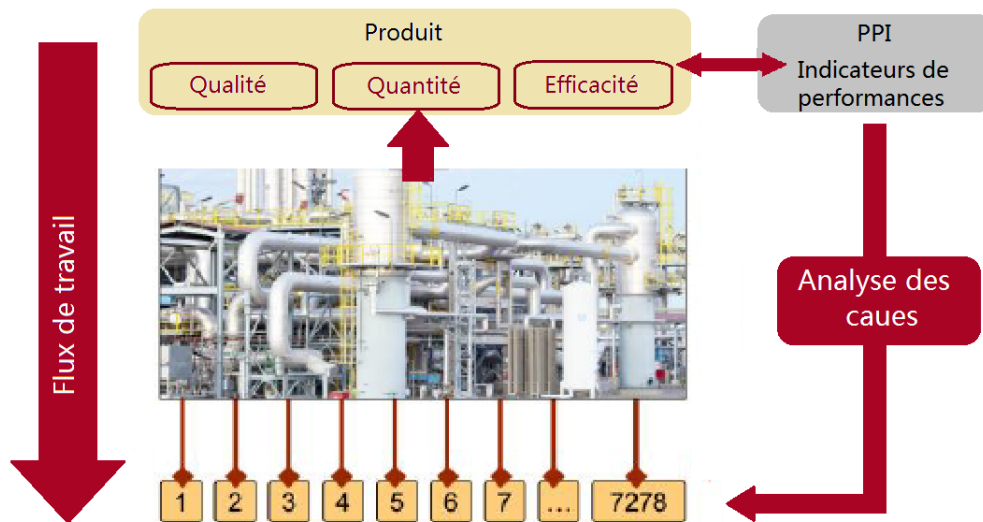 Produit
Qualité
Quantité
Efficacité
PPI
Indicateurs de
performances
Flux de travail
Analyse des
caues
1
2
3
4
5
6
7
...
7278